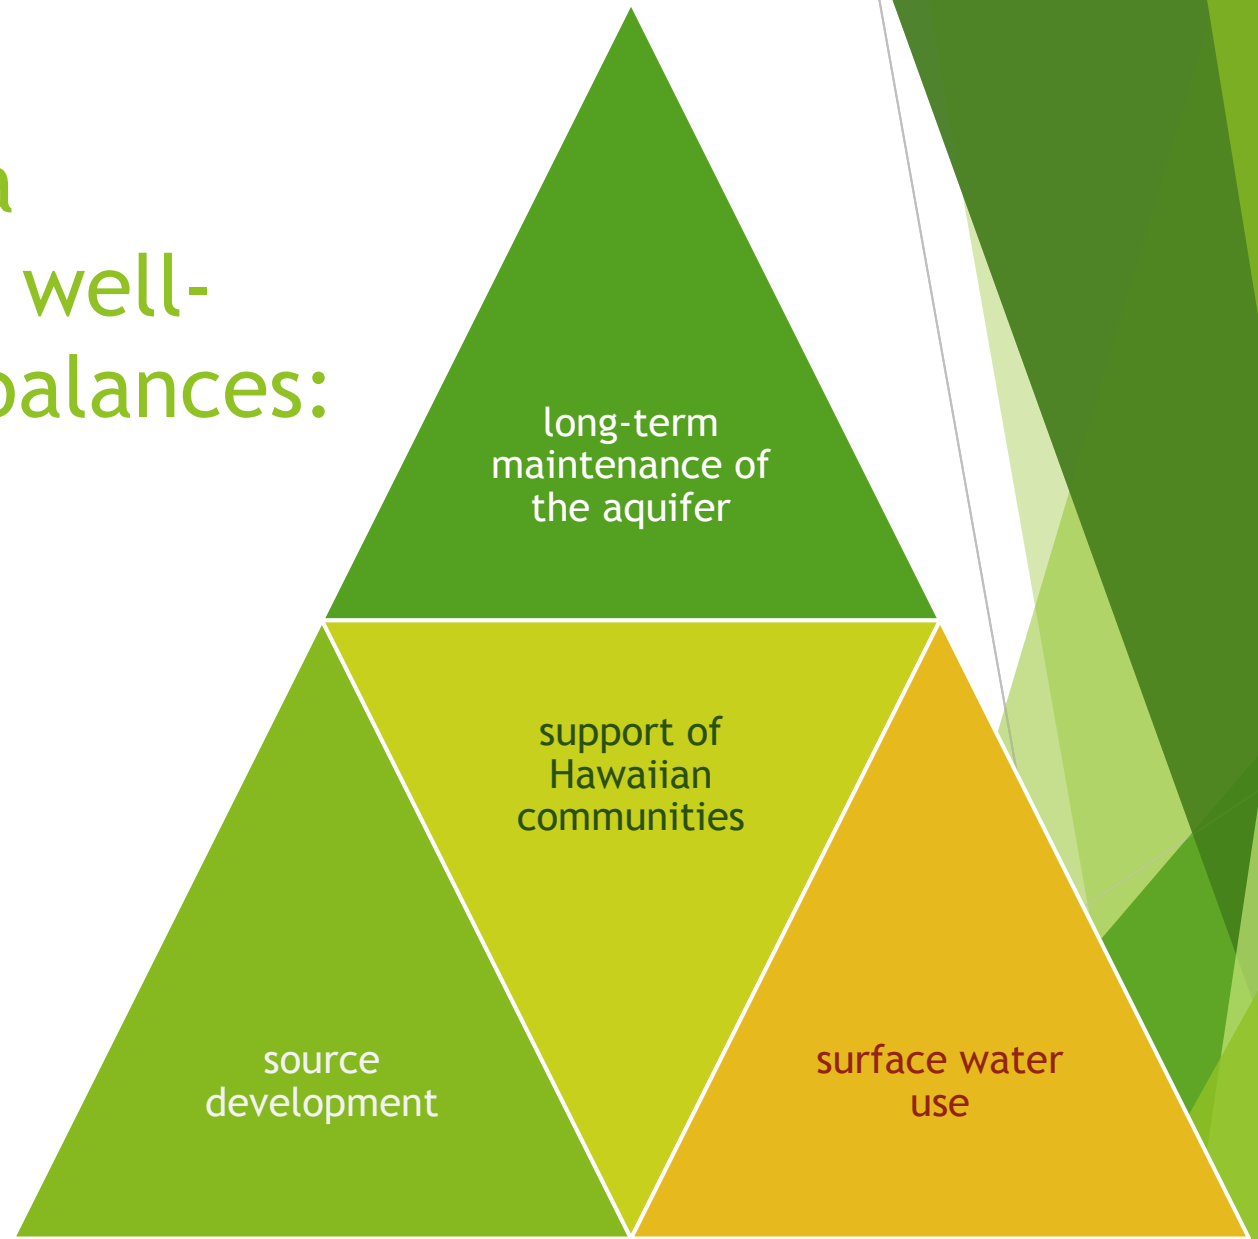 a
well-
balances:
long-term
maintenance of
the aquifer
support of
Hawaiian
communities
source
development
surface water
use